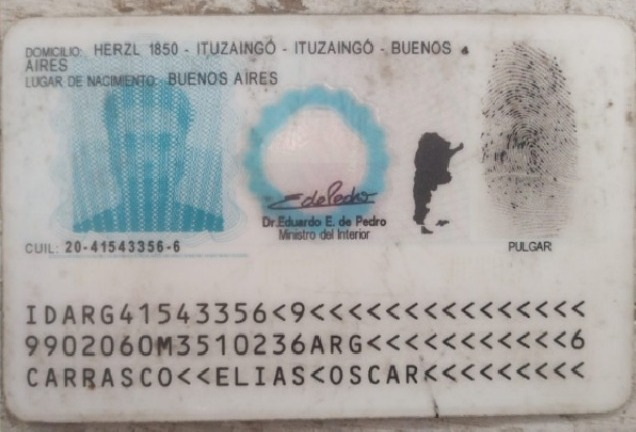 DOMICILIO: HERZL 1850 - ITUZAINGÓ - ITUZAINGÓ - BUENOS
AIRES
LUGAR DE NACIMIENTO: BUENOS AIRES
EdePedro
Dr. Eduardo E. de Pedro
Ministro del Interior
CUIL: 20-41543356-6
PULGAR
IDARG41543356<9<<<<<<<<<<<<<<<
9902060M3510236ARG<<<<<<<<<<<6
CARRASCO<<ELIAS<OSCAR<<<<<<<<<